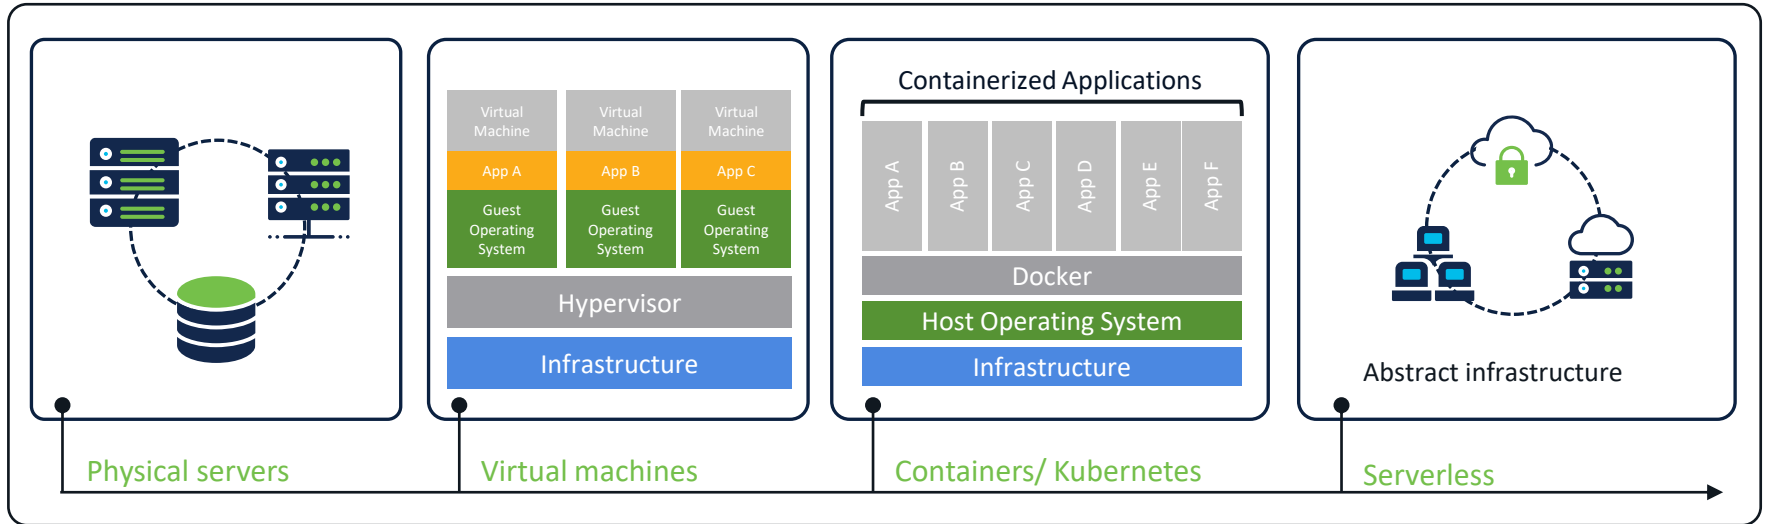 Virtual
Machine
Virtual
Machine
Virtual
Machine
App A
App B
App C
Guest
Operating
System
Guest
Operating
System
Guest
Operating
System
Hypervisor
Infrastructure
Containerized Applications
App A
App B
App C
App D
App E
App F
Docker
Host Operating System
Infrastructure
Abstract infrastructure
Physical servers
Virtual machines
Containers/ Kubernetes
Serverless